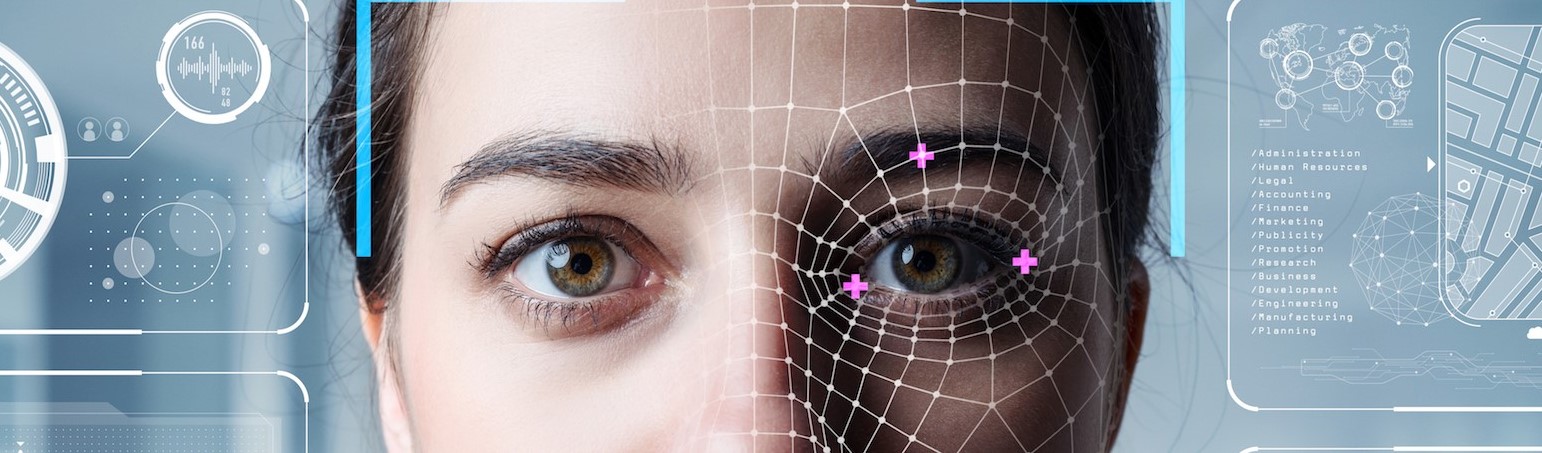 166
82
48
/Administration
/Human Resources
/Legal
/Accounting
/Finance
/Marketing
/Publicity
/Promotion
/Research
/Business
/Development
/Engineering
/Manufacturing
/Planning